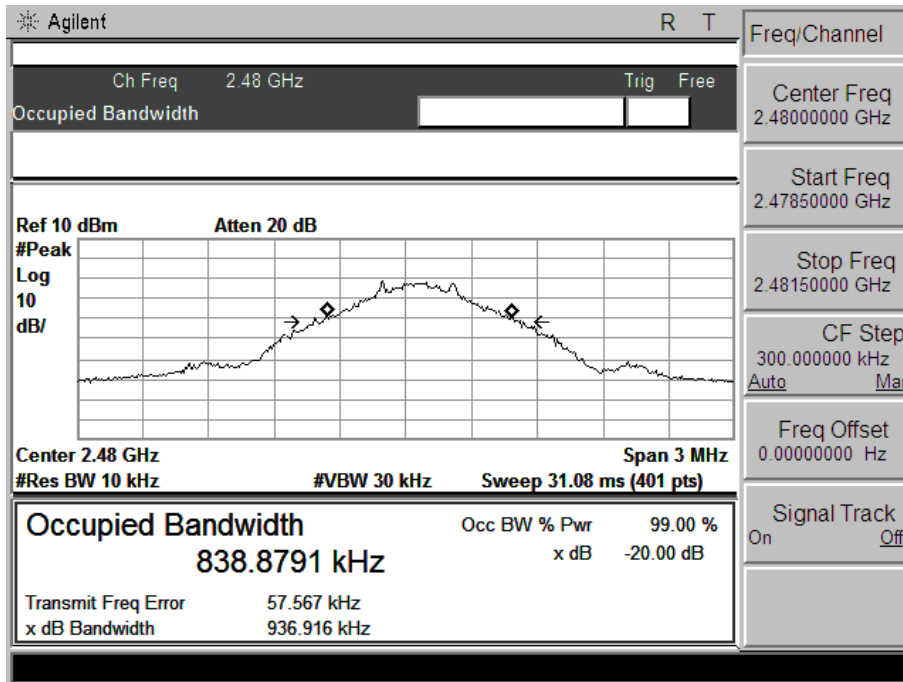 Agilent R T
Ch Freq 2.48 GHz Trig Free
Occupied Bandwidth
Ref 10 dBm Atten 20 dB
#Peak
Log
10
dB/
Center 2.48 GHz Span 3 MHz
#Res BW 10 kHz #VBW 30 kHz Sweep 31.08 ms (401 pts)
Occupied Bandwidth Occ BW % Pwr 99.00 %
838.8791 kHz x dB -20.00 dB
Transmit Freq Error 57.567 kHz
x dB Bandwidth 936.916 kHz
Freq/Channel
Center Freq
2.48000000 GHz
Start Freq
2.47850000 GHz
Stop Freq
2.48150000 GHz
CF Step
300.000000 kHz
Auto Mar
Freq Offset
0.00000000 Hz
Signal Track
On Off